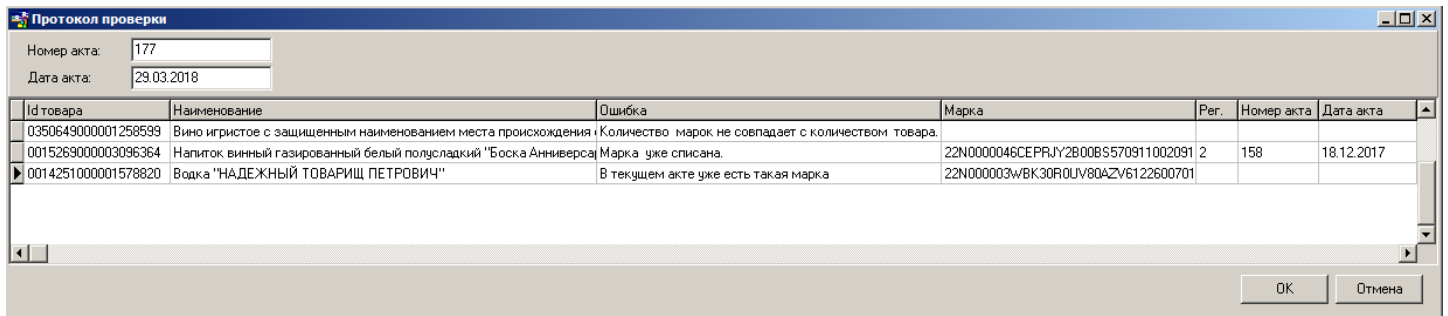 Протокол проверки
Номер акта: 177
Дата акта: 29.03.2018
Id товара Наименование Ошибка Марка Рег. Номер акта Дата акта
0350649000001258599 Вино игристое с защищенным наименованием места происхождения Количество марок не совпадает с количеством товара.
0015269000003096364 Напиток винный газированный белый полусладкий "Боска Анниверса Марка уже списана. 22N0000046CEPRJY2B00BS570911002091 2 158 18.12.2017
0014251000001578820 Водка "НАДЕЖНЫЙ ТОВАРИЩ ПЕТРОВИЧ" В текущем акте уже есть такая марка 22N000003WBK30R0UV80AZV6122600701
OK Отмена